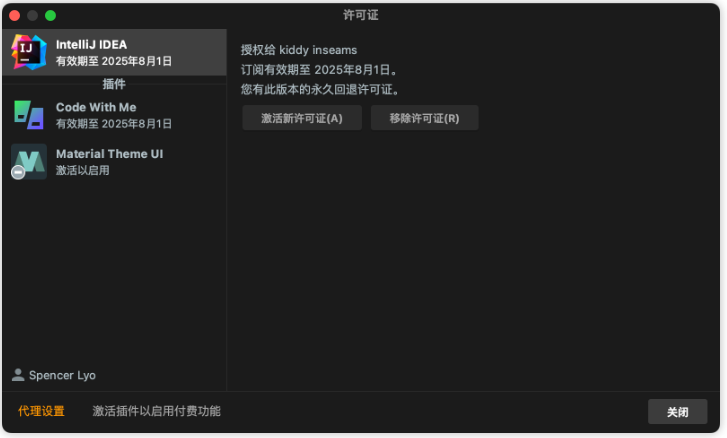 许可证
IntelliJ IDEA
有效期至 2025年8月1日
插件
Code With Me
有效期至 2025年8月1日
Material Theme UI
激活以启用
授权给 kiddy inseams
订阅有效期至 2025年8月1日。
您有此版本的永久回退许可证。
激活新许可证(A)
移除许可证(R)
Spencer Lyo
代理设置
激活插件以启用付费功能
关闭